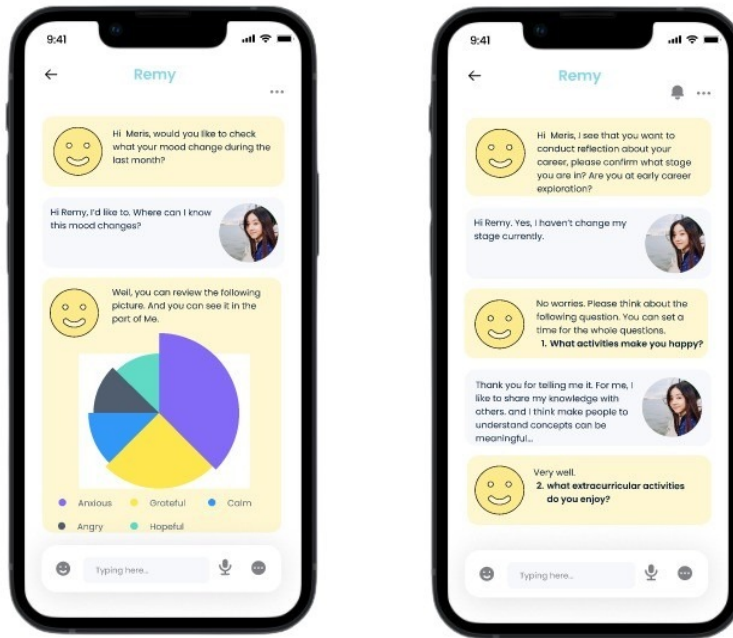 9:41
Remy
Hi Meris, would you like to check
what your mood change during the
last month?
Hi Remy, I'd like to. Where can I know
this mood changes?
Well, you can review the following
picture. And you can see it in the
part of Me.
Anxious
Grateful
Calm
Angry
Hopeful
Typing here...
9:41
Remy
Hi Meris, I see that you want to
conduct reflection about your
career, please confirm what stage
you are in? Are you at early career
exploration?
Hi Remy. Yes, I haven't change my
stage currently.
No worries. Please think about the
following question. You can set a
time for the whole questions.
1. What activities make you happy?
Thank you for telling me it. For me, I
like to share my knowledge with
others. and I think make people to
understand concepts can be
meaningful...
Very well.
2. what extracurricular activities
do you enjoy?
Typing here...